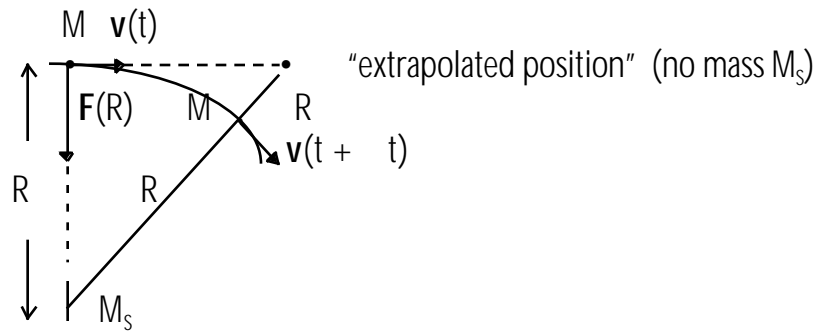 M v(t)
“extrapolated position” (no mass Mₛ)
F(R) M R
v(t + t)
R R
Mₛ